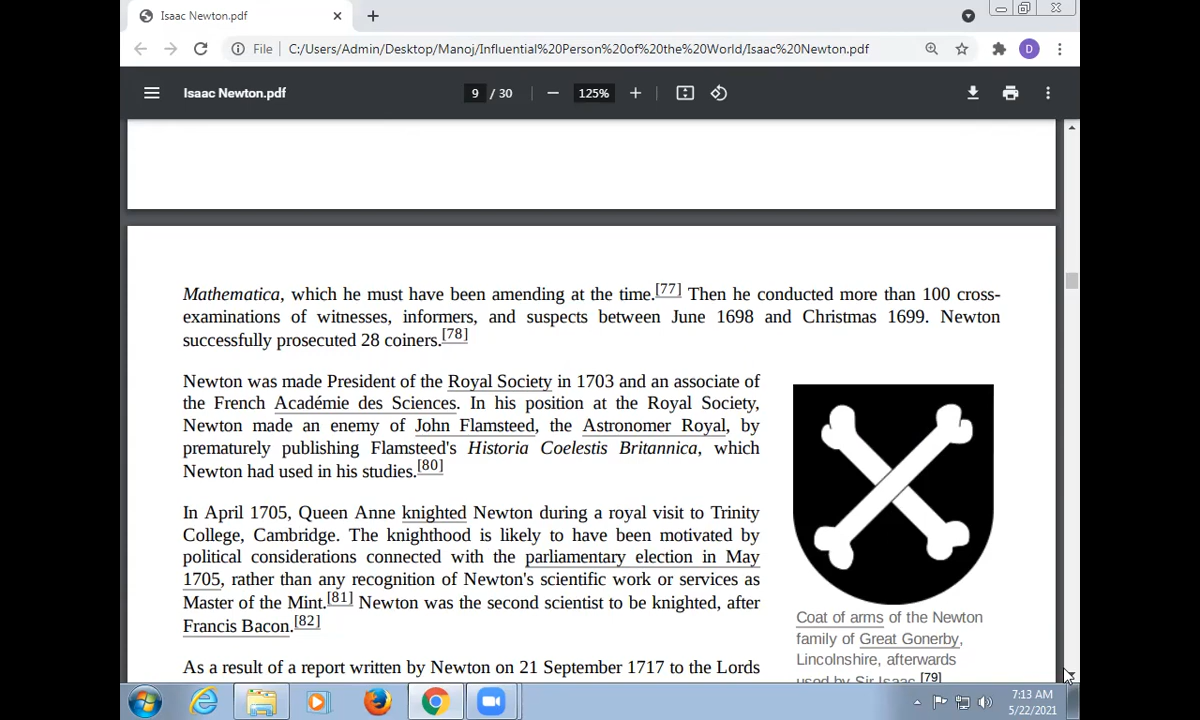 Isaac Newton.pdf
File
C:/Users/Admin/Desktop/Manoj/Influential%20Person%20of%20the%20World/Isaac%20Newton.pdf
D
Isaac Newton.pdf
9 / 30
125%
Mathematica, which he must have been amending at the time.[77] Then he conducted more than 100 cross-
examinations of witnesses, informers, and suspects between June 1698 and Christmas 1699. Newton
successfully prosecuted 28 coiners.[78]
Newton was made President of the Royal Society in 1703 and an associate of
the French Académie des Sciences. In his position at the Royal Society,
Newton made an enemy of John Flamsteed, the Astronomer Royal, by
prematurely publishing Flamsteed's Historia Coelestis Britannica, which
Newton had used in his studies.[80]
In April 1705, Queen Anne knighted Newton during a royal visit to Trinity
College, Cambridge. The knighthood is likely to have been motivated by
political considerations connected with the parliamentary election in May
1705, rather than any recognition of Newton's scientific work or services as
Master of the Mint.[81] Newton was the second scientist to be knighted, after
Francis Bacon.[82]
As a result of a report written by Newton on 21 September 1717 to the Lords
Coat of arms of the Newton
family of Great Gonerby,
Lincolnshire, afterwards
used by Sir Isaac.[79]
7:13 AM
5/22/2021